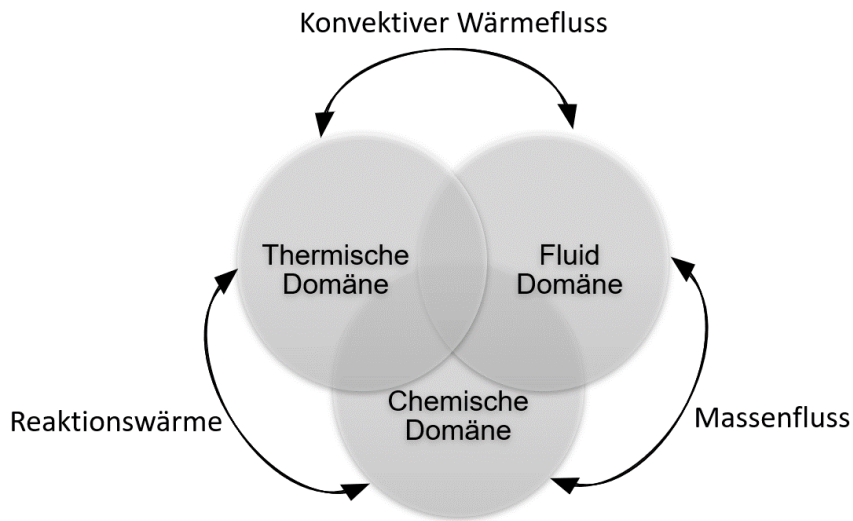 Konvektiver Wärmefluss
Thermische
Domäne
Fluid
Domäne
Chemische
Domäne
Reaktionswärme
Massenfluss